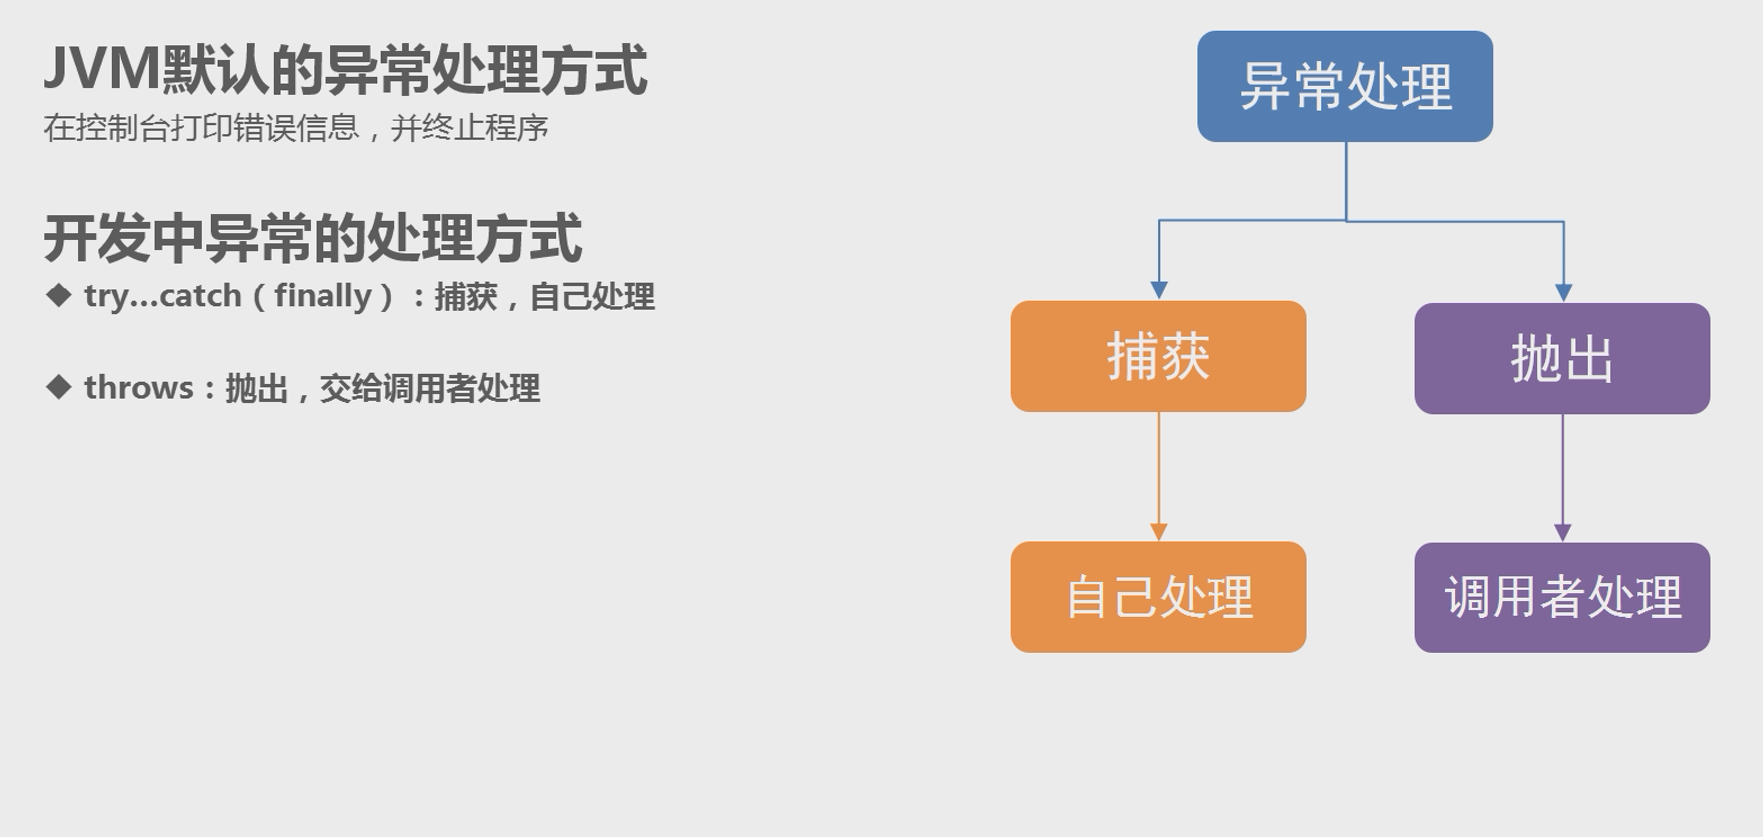 JVM默认的异常处理方式
在控制台打印错误信息，并终止程序
开发中异常的处理方式
◆ try...catch（finally）：捕获，自己处理
◆ throws：抛出，交给调用者处理
异常处理
捕获
抛出
自己处理
调用者处理